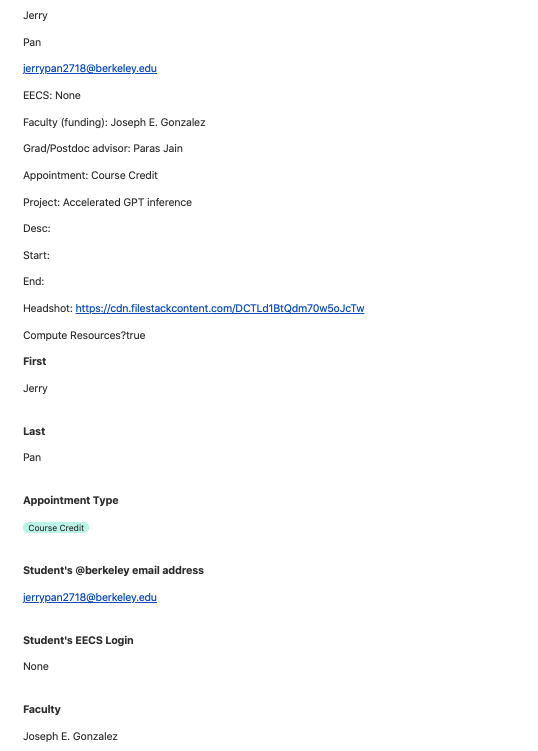 Jerry
Pan
jerrypan2718@berkeley.edu
EECS: None
Faculty (funding): Joseph E. Gonzalez
Grad/Postdoc advisor: Paras Jain
Appointment: Course Credit
Project: Accelerated GPT inference
Desc:
Start:
End:
Headshot: https://cdn.filestackcontent.com/DCTLd1BtQdm70w5oJcTw
Compute Resources?true
First
Jerry
Last
Pan
Appointment Type
Course Credit
Student's @berkeley email address
jerrypan2718@berkeley.edu
Student's EECS Login
None
Faculty
Joseph E. Gonzalez